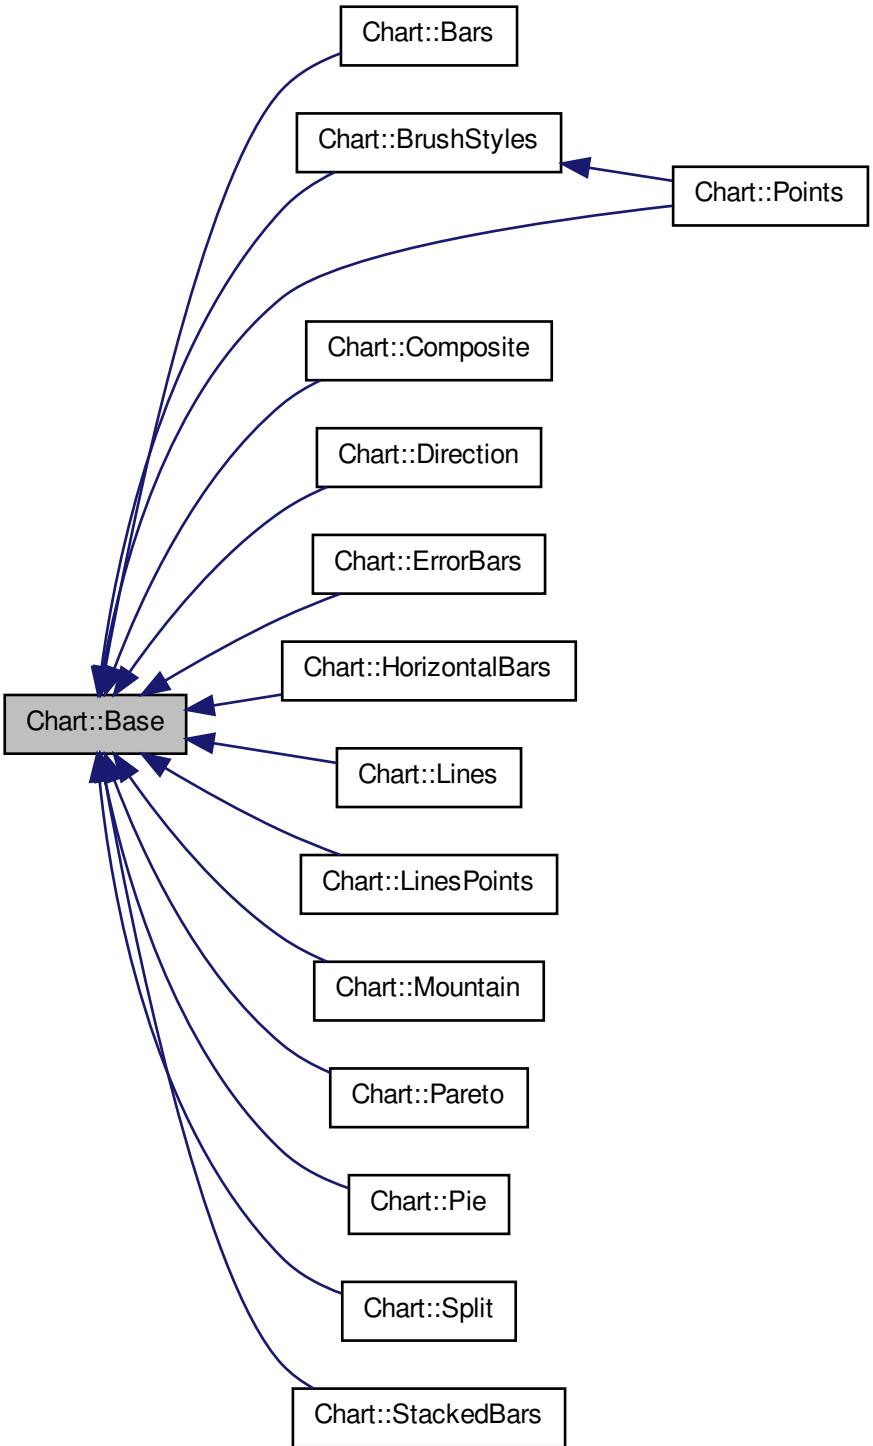 Chart::Bars
Chart::BrushStyles
Chart::Points
Chart::Composite
Chart::Direction
Chart::ErrorBars
Chart::HorizontalBars
Chart::Base
Chart::Lines
Chart::LinesPoints
Chart::Mountain
Chart::Pareto
Chart::Pie
Chart::Split
Chart::StackedBars